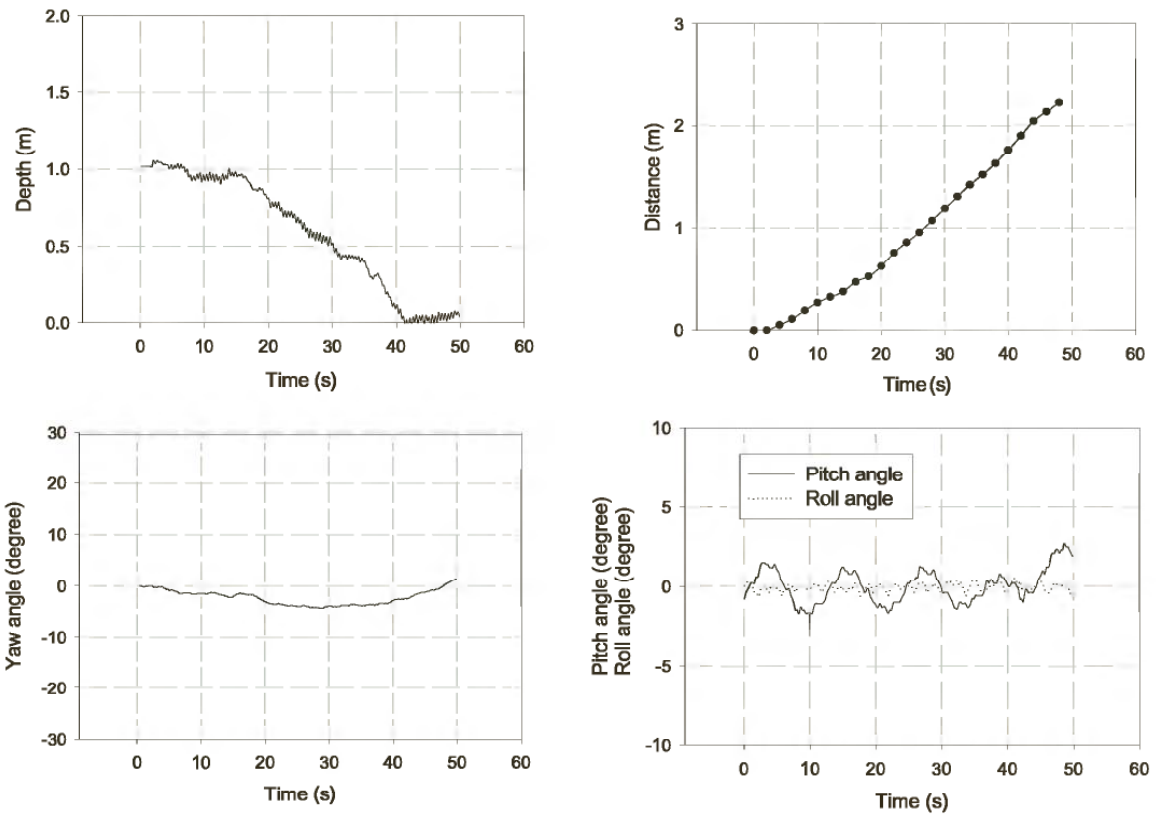 2.0
1.5
1.0
0.5
0.0
Depth (m)
0 10 20 30 40 50 60
Time (s)
3
2
1
0
Distance (m)
0 10 20 30 40 50 60
Time (s)
30
20
10
0
-10
-20
-30
Yaw angle (degree)
0 10 20 30 40 50 60
Time (s)
10
5
0
-5
-10
Pitch angle (degree)
Roll angle (degree)
Pitch angle
Roll angle
0 10 20 30 40 50 60
Time (s)